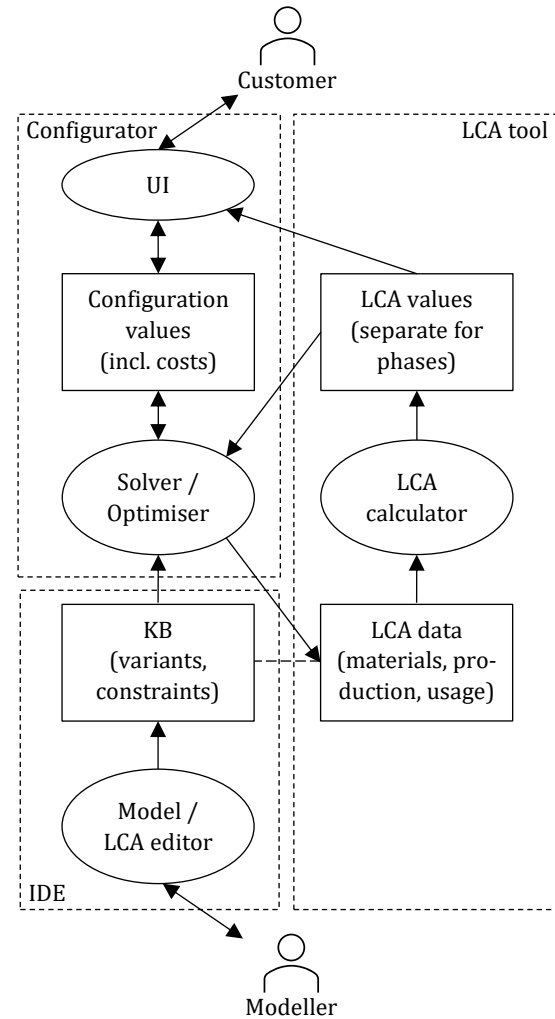 Customer
Configurator
LCA tool
UI
Configuration
values
(incl. costs)
LCA values
(separate for
phases)
Solver /
Optimiser
LCA
calculator
KB
(variants,
constraints)
LCA data
(materials, pro-
duction, usage)
Model /
LCA editor
IDE
Modeller